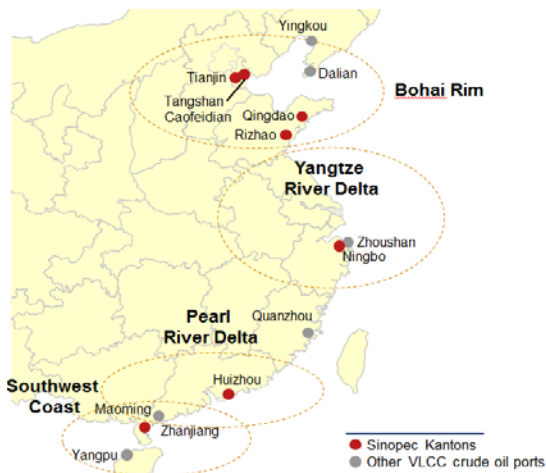 Yingkou
Tianjin
Dalian
Tangshan
Caofeidian
Bohai Rim
Qingdao
Rizhao
Yangtze
River Delta
Zhoushan
Ningbo
Pearl
River Delta
Quanzhou
Huizhou
Southwest
Coast
Maoming
Zhanjiang
Yangpu
Sinopec Kantons
Other VLCC crude oil ports